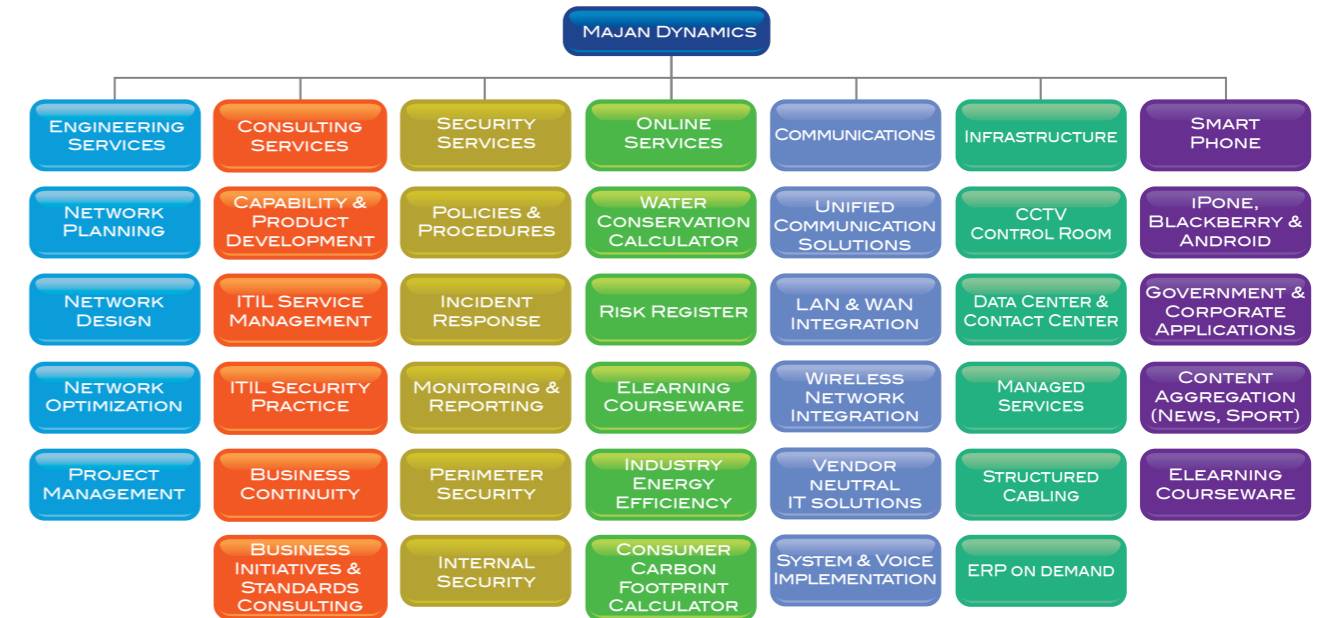 Majan Dynamics
Engineering
Services
Consulting
Services
Security
Services
Online
Services
Communications
Infrastructure
Smart
Phone
Network
Planning
Capability &
Product
Development
Policies &
Procedures
Water
Conservation
Calculator
Unified
Communication
Solutions
CCTV
Control Room
iPone,
Blackberry &
Android
Network
Design
ITIL Service
Management
Incident
Response
Risk Register
LAN & WAN
Integration
Data Center &
Contact Center
Government &
Corporate
Applications
Network
Optimization
ITIL Security
Practice
Monitoring &
Reporting
Elearning
Courseware
Wireless
Network
Integration
Managed
Services
Content
Aggregation
(News, Sport)
Project
Management
Business
Continuity
Perimeter
Security
Industry
Energy
Efficiency
Vendor
neutral
IT solutions
Structured
Cabling
Elearning
Courseware
Business
Initiatives &
Standards
Consulting
Internal
Security
Consumer
Carbon
Footprint
Calculator
System & Voice
Implementation
ERP on demand